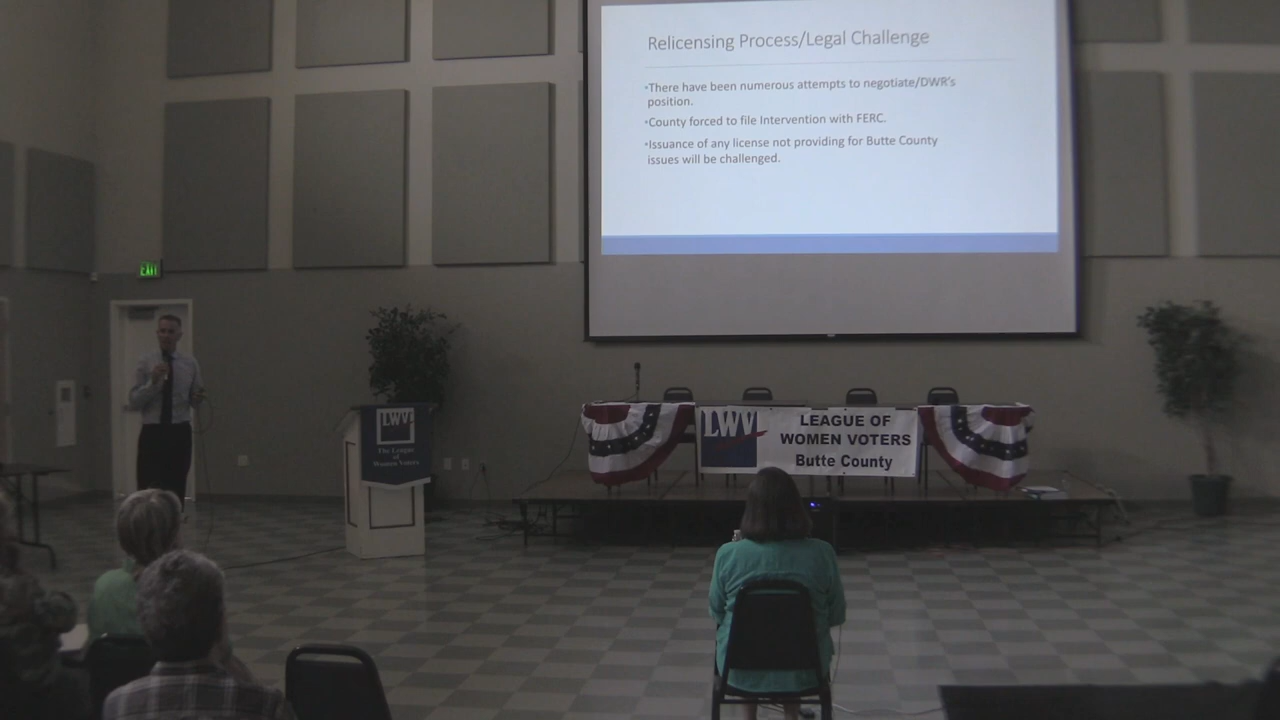 Relicensing Process/Legal Challenge
•There have been numerous attempts to negotiate/DWR's
position.
•County forced to file Intervention with FERC.
•Issuance of any license not providing for Butte County
issues will be challenged.
EXIT
LWV
The League
of
Women Voters
LWV
LEAGUE OF
WOMEN VOTERS
Butte County